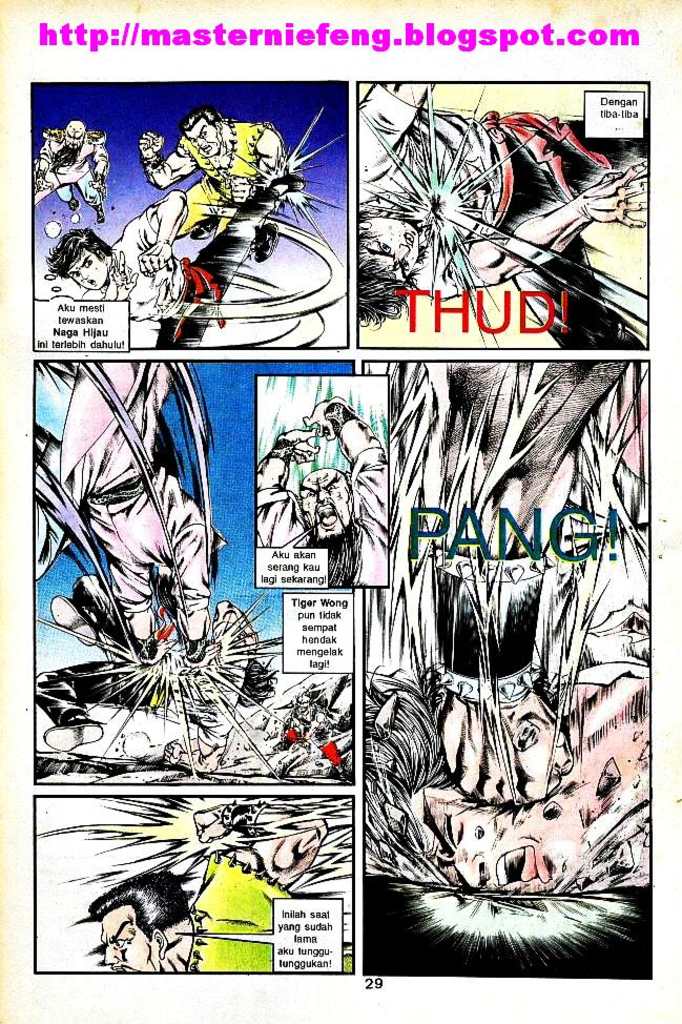 http://masterniefeng.blogspot.com
Aku mesti
tewaskan
Naga Hijau
ini terlebih dahulu!
Dengan
tiba-tiba
...
THUD!
Aku akan
serang kau
lagi sekarang!
Tiger Wong
pun tidak
sempat
hendak
mengelak
lagi!
PANG!
Inilah saat
yang sudah
lama
aku tunggu-
tunggukan!
29